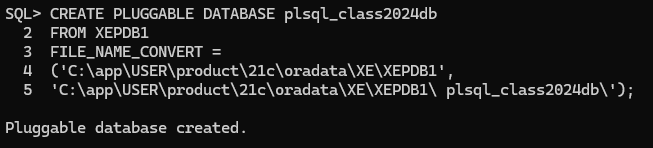 SQL> CREATE PLUGGABLE DATABASE plsql_class2024db
  2  FROM XEPDB1
  3  FILE_NAME_CONVERT =
  4  ('C:\app\USER\product\21c\oradata\XE\XEPDB1',
  5  'C:\app\USER\product\21c\oradata\XE\XEPDB1\ plsql_class2024db\');
Pluggable database created.